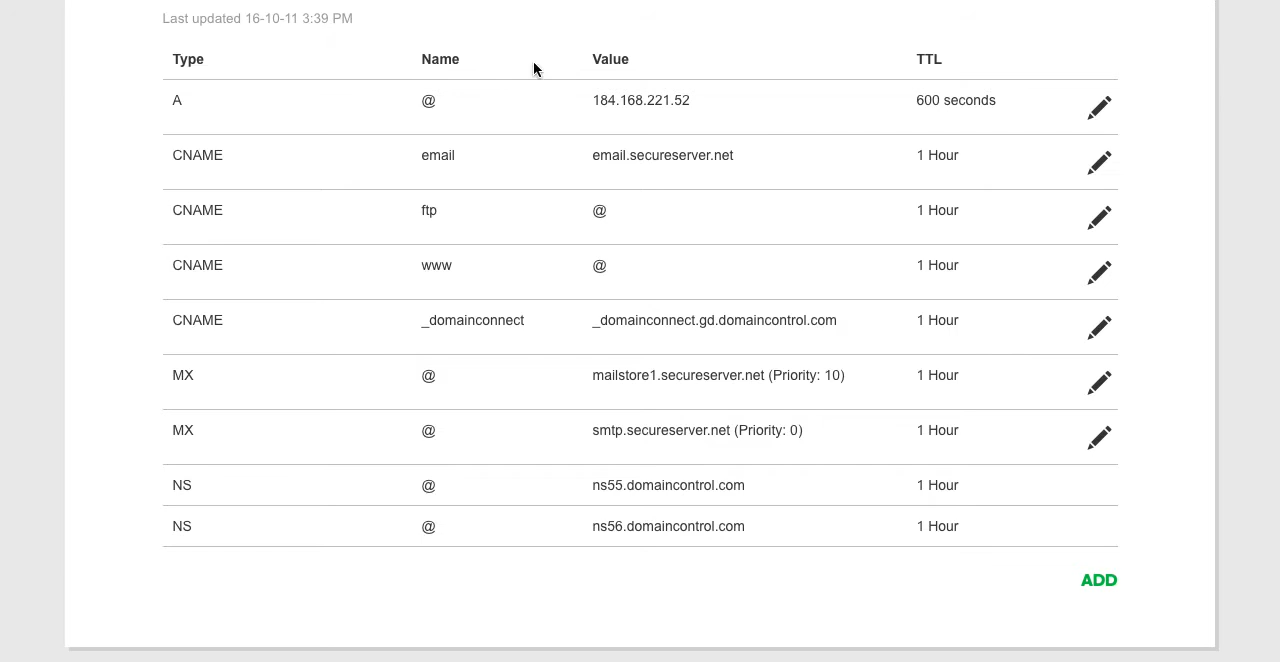 Last updated 16-10-11 3:39 PM
Type Name Value TTL
A @ 184.168.221.52 600 seconds
CNAME email email.secureserver.net 1 Hour
CNAME ftp @ 1 Hour
CNAME www @ 1 Hour
CNAME _domainconnect _domainconnect.gd.domaincontrol.com 1 Hour
MX @ mailstore1.secureserver.net (Priority: 10) 1 Hour
MX @ smtp.secureserver.net (Priority: 0) 1 Hour
NS @ ns55.domaincontrol.com 1 Hour
NS @ ns56.domaincontrol.com 1 Hour
ADD